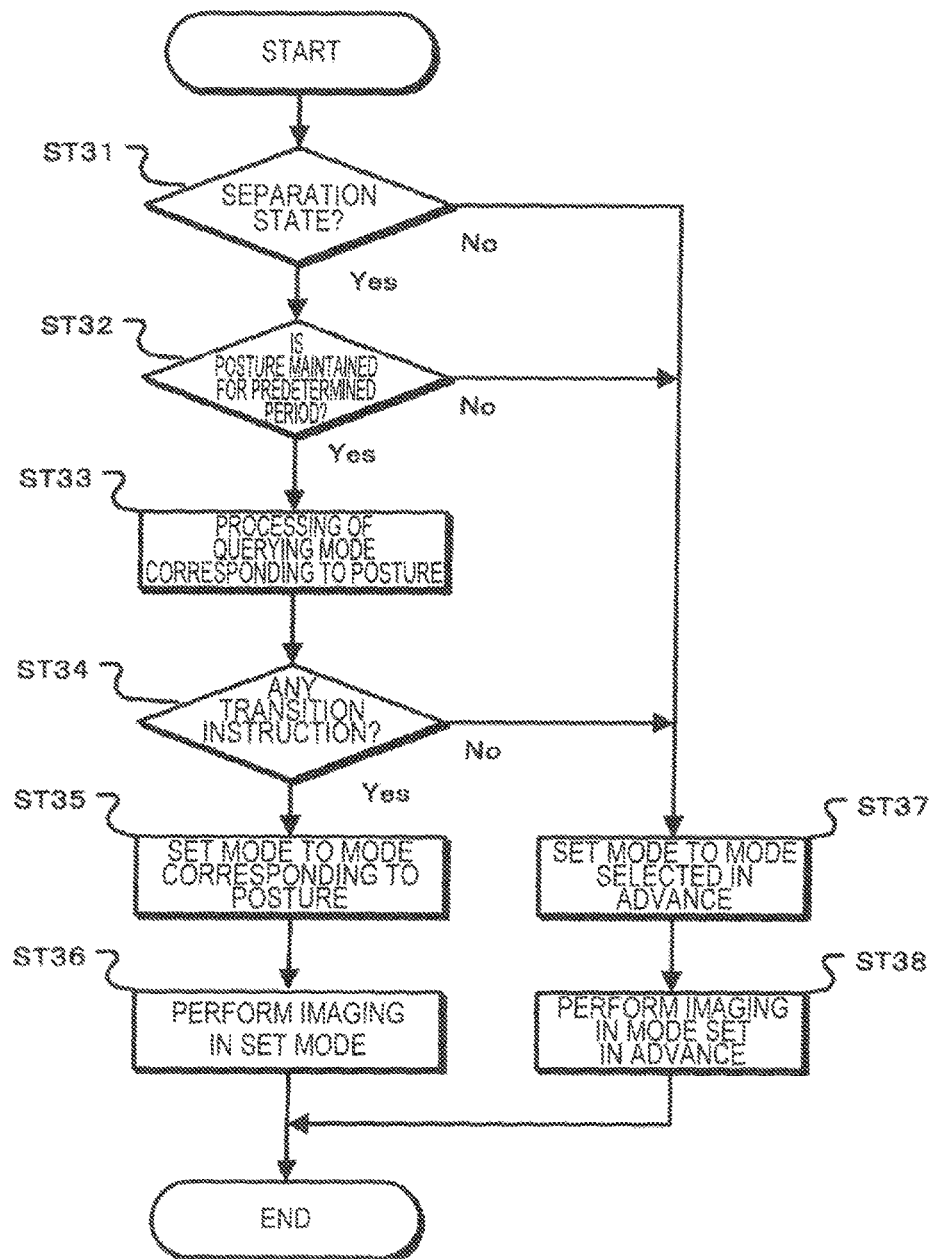 START
ST31
SEPARATION
STATE?
No
Yes
ST32
IS
POSTURE MAINTAINED
FOR PREDETERMINED
PERIOD?
No
Yes
ST33
PROCESSING OF
QUERYING MODE
CORRESPONDING TO POSTURE
ST34
ANY
TRANSITION
INSTRUCTION?
No
Yes
ST35
SET MODE TO MODE
CORRESPONDING TO
POSTURE
ST37
SET MODE TO MODE
SELECTED IN
ADVANCE
ST36
PERFORM IMAGING
IN SET MODE
ST38
PERFORM IMAGING
IN MODE SET
IN ADVANCE
END